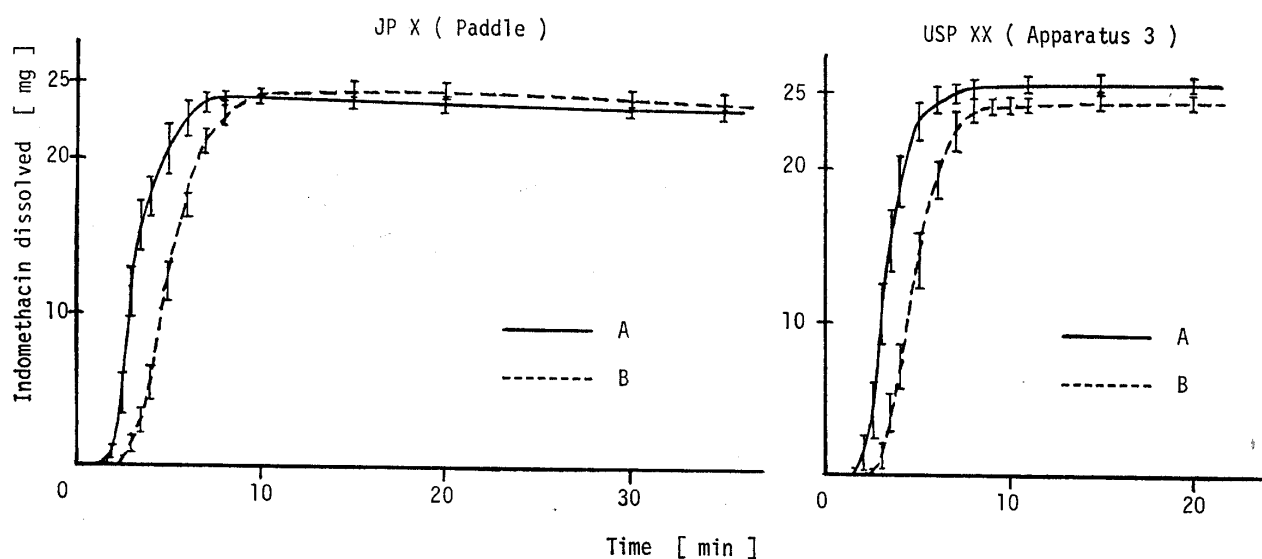 JP X ( Paddle )
USP XX ( Apparatus 3 )
Indomethacin dissolved [ mg ]
25
20
10
A
B
0
10
20
30
25
20
10
A
B
0
10
20
Time [ min ]